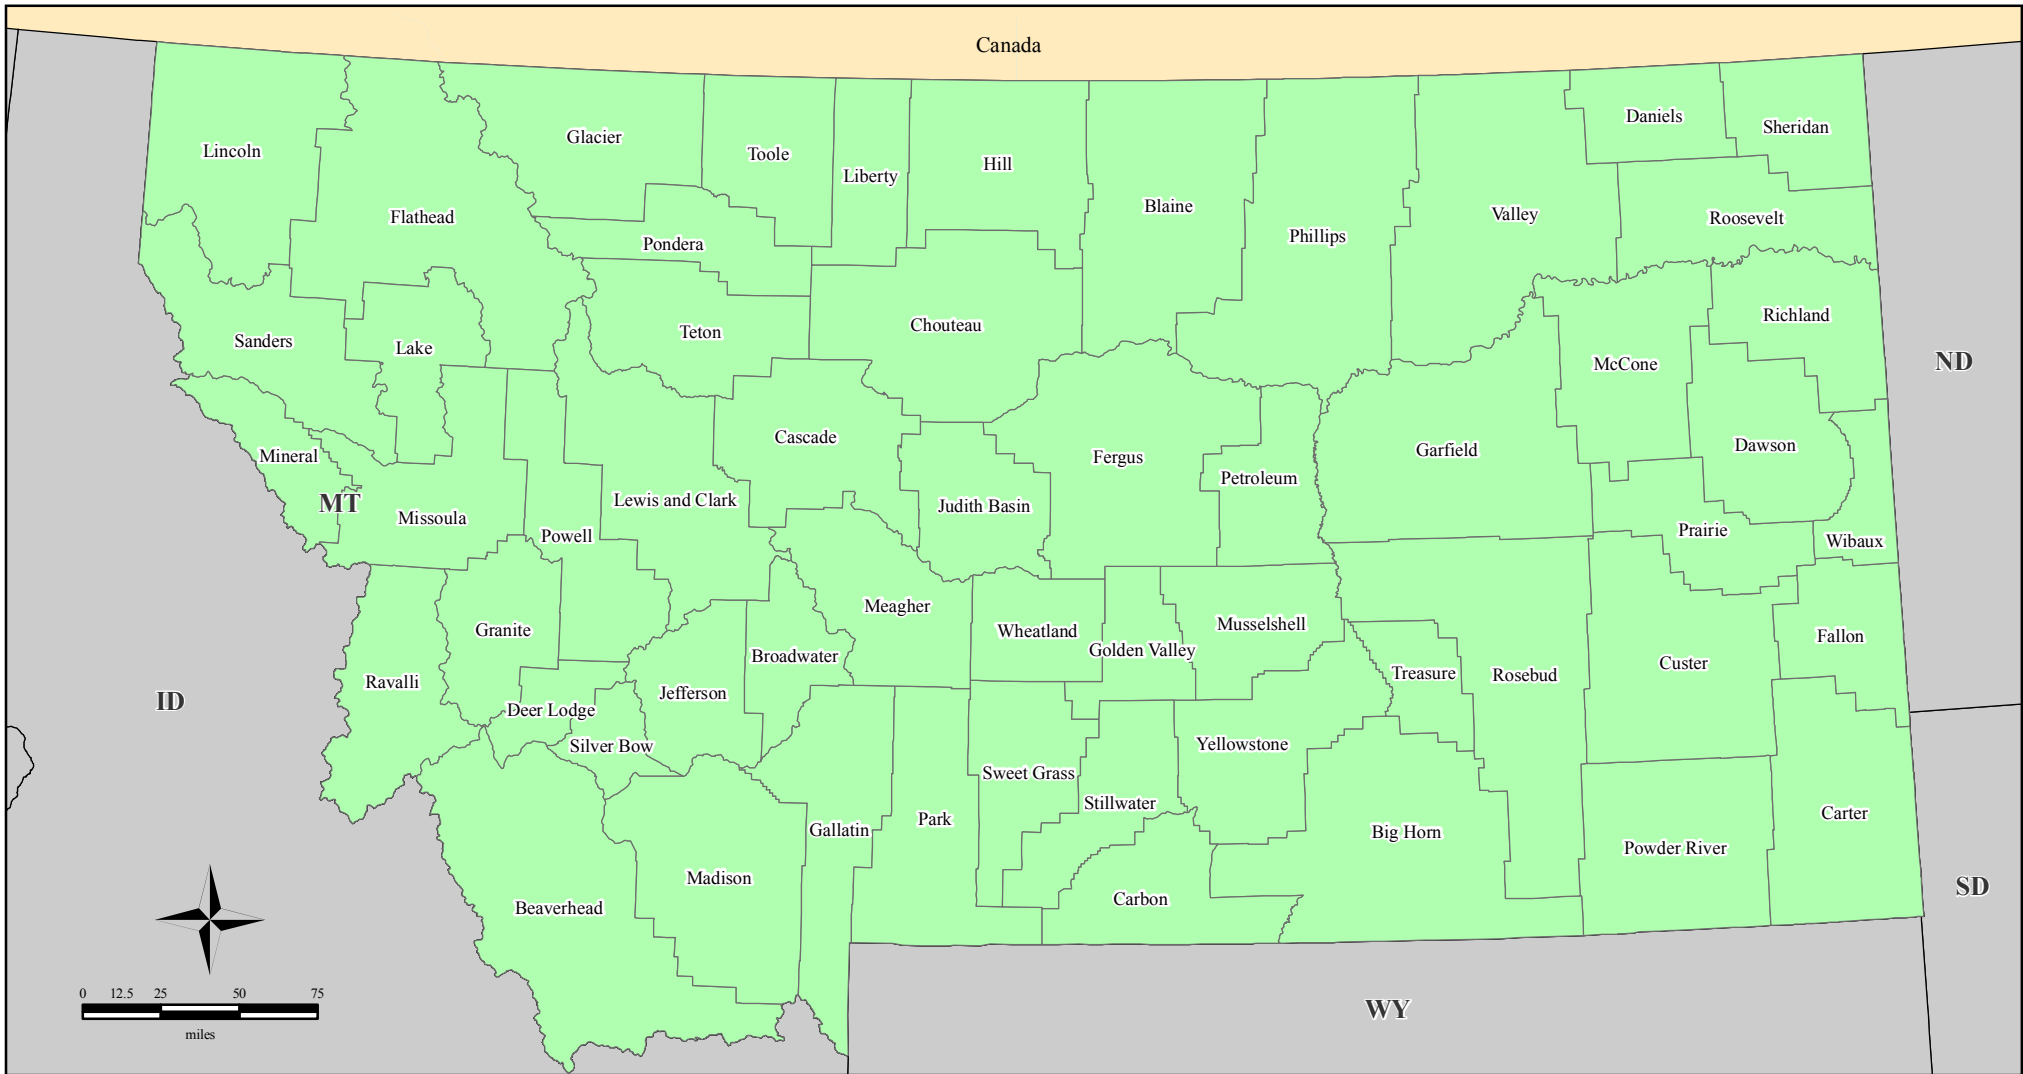 Canada
Daniels
Sheridan
Glacier
Lincoln
Toole
Hill
Liberty
Blaine
Flathead
Valley
Roosevelt
Phillips
Pondera
Richland
Chouteau
Teton
Sanders
Lake
ND
McCone
Cascade
Dawson
Garfield
Mineral
Fergus
Petroleum
MT
Lewis and Clark
Judith Basin
Missoula
Powell
Prairie
Wibaux
Meagher
Granite
Wheatland
Musselshell
Fallon
Golden Valley
Broadwater
Custer
Treasure
Rosebud
Ravalli
Jefferson
ID
Deer Lodge
Silver Bow
Yellowstone
Sweet Grass
Stillwater
Carter
Park
Gallatin
Big Horn
Powder River
Madison
SD
Carbon
Beaverhead
0 12.5 25 50 75
miles
WY